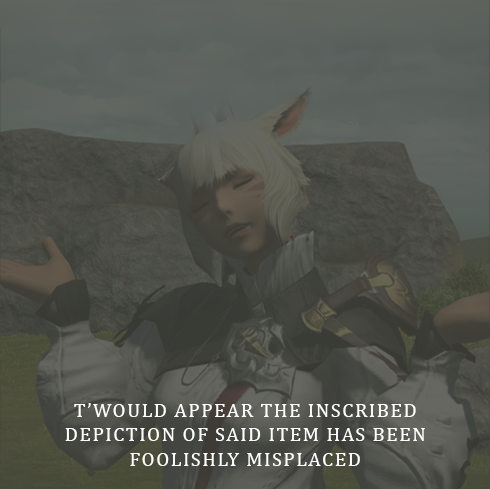 T’WOULD APPEAR THE INSCRIBED
DEPICTION OF SAID ITEM HAS BEEN
FOOLISHLY MISPLACED